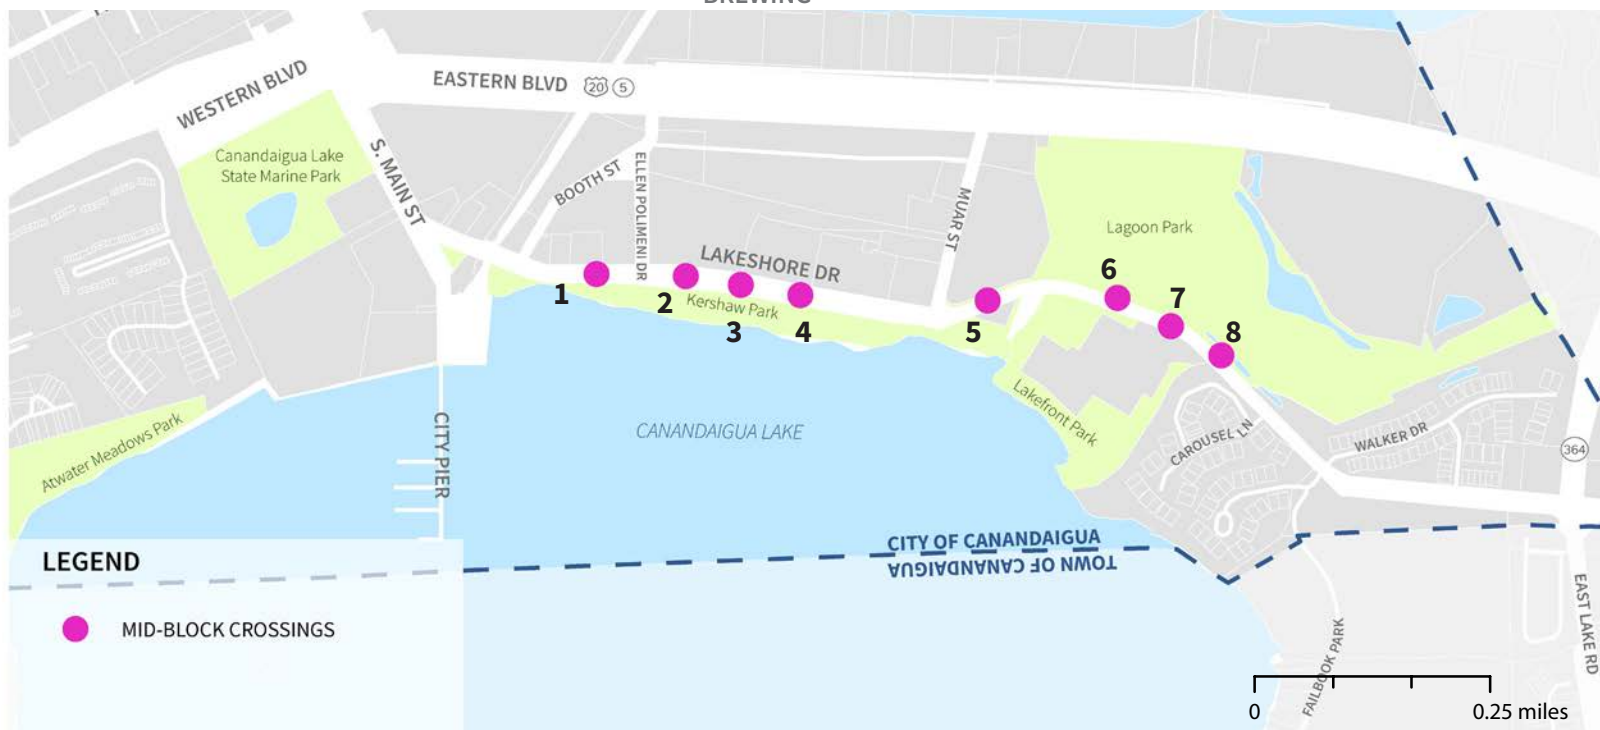 BREWING
WESTERN BLVD
EASTERN BLVD 20 5
Canandaigua Lake
State Marine Park
S. MAIN ST
BOOTH ST
ELLEN POLIMENI DR
MUAR ST
Lagoon Park
LAKESHORE DR
Kershaw Park
1
2
3
4
5
6
7
8
Lakefront Park
CAROUSEL LN
WALKER DR
364
Atwater Meadows Park
CITY PIER
CANANDAIGUA LAKE
CITY OF CANANDAIGUA
TOWN OF CANANDAIGUA
EAST LAKE RD
FAILBOOK PARK
LEGEND
MID-BLOCK CROSSINGS
0 0.25 miles